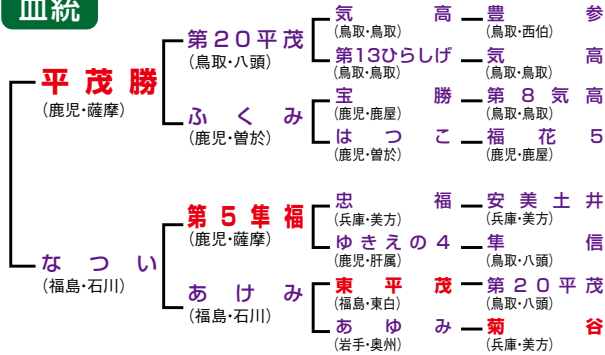 血統
気高 豊参
(鳥取・鳥取) (鳥取・西伯)
第20平茂
(鳥取・八頭)
第13ひらしげ 気高
(鳥取・鳥取) (鳥取・鳥取)
平茂勝
(鹿児・薩摩)
宝勝 第8気高
(鹿児・鹿屋) (鳥取・鳥取)
ふくみ
(鹿児・曽於)
はつこ 福花5
(鹿児・曽於) (鹿児・鹿屋)
忠福 安美土井
(兵庫・美方) (兵庫・美方)
第5隼福
(鹿児・薩摩)
ゆきえの4 隼信
(鹿児・肝属) (鳥取・八頭)
なつい
(福島・石川)
東平茂 第20平茂
(福島・東白) (鳥取・八頭)
あけみ
(福島・石川)
あゆみ 菊谷
(岩手・奥州) (兵庫・美方)